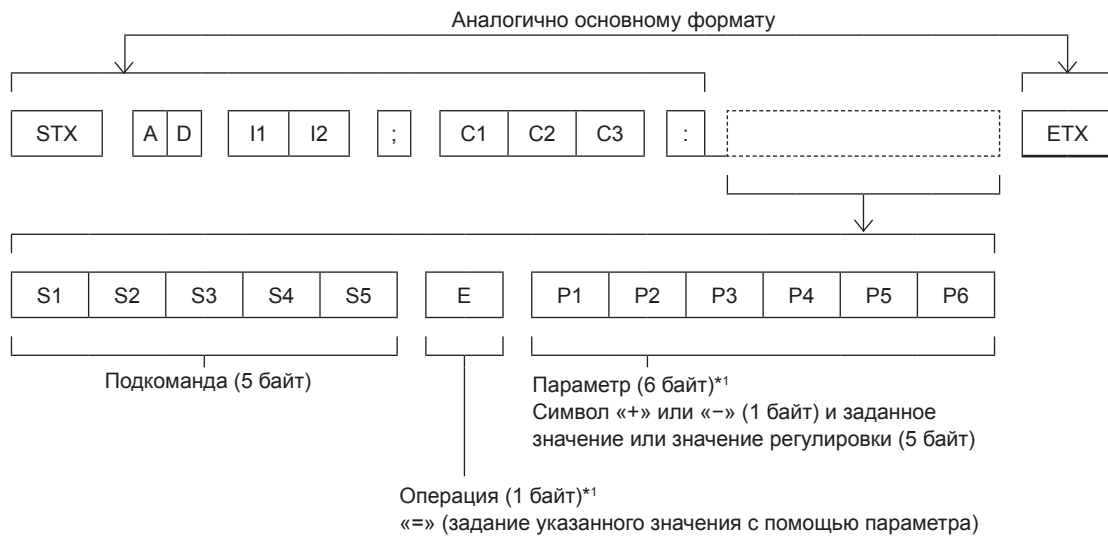 Аналогично основному формату
STX A D I1 I2 ; C1 C2 C3 : ETX
S1 S2 S3 S4 S5 E P1 P2 P3 P4 P5 P6
Подкоманда (5 байт)
Параметр (6 байт)*1
Символ «+» или «−» (1 байт) и заданное
значение или значение регулировки (5 байт)
Операция (1 байт)*1
«=» (задание указанного значения с помощью параметра)